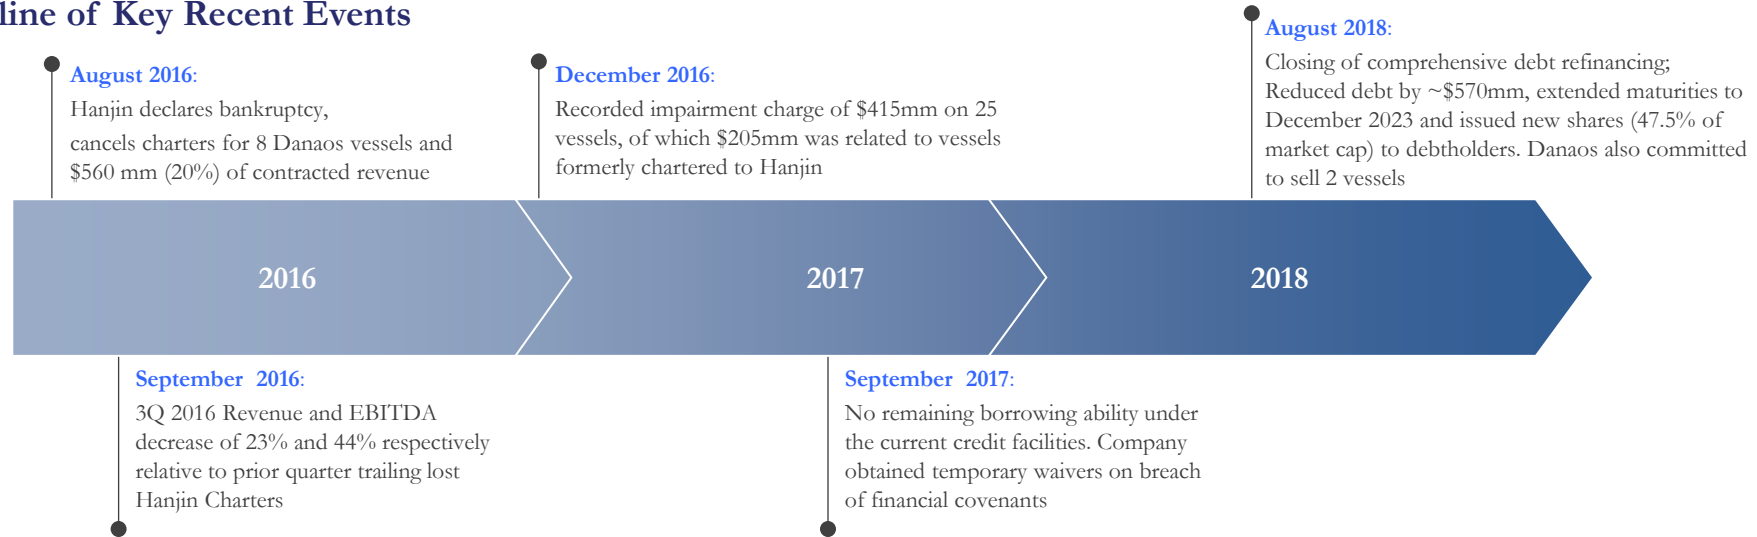 line of Key Recent Events
August 2016:
Hanjin declares bankruptcy,
cancels charters for 8 Danaos vessels and
$560 mm (20%) of contracted revenue
December 2016:
Recorded impairment charge of $415mm on 25
vessels, of which $205mm was related to vessels
formerly chartered to Hanjin
August 2018:
Closing of comprehensive debt refinancing;
Reduced debt by ~$570mm, extended maturities to
December 2023 and issued new shares (47.5% of
market cap) to debtholders. Danaos also committed
to sell 2 vessels
2016
2017
2018
September 2016:
3Q 2016 Revenue and EBITDA
decrease of 23% and 44% respectively
relative to prior quarter trailing lost
Hanjin Charters
September 2017:
No remaining borrowing ability under
the current credit facilities. Company
obtained temporary waivers on breach
of financial covenants